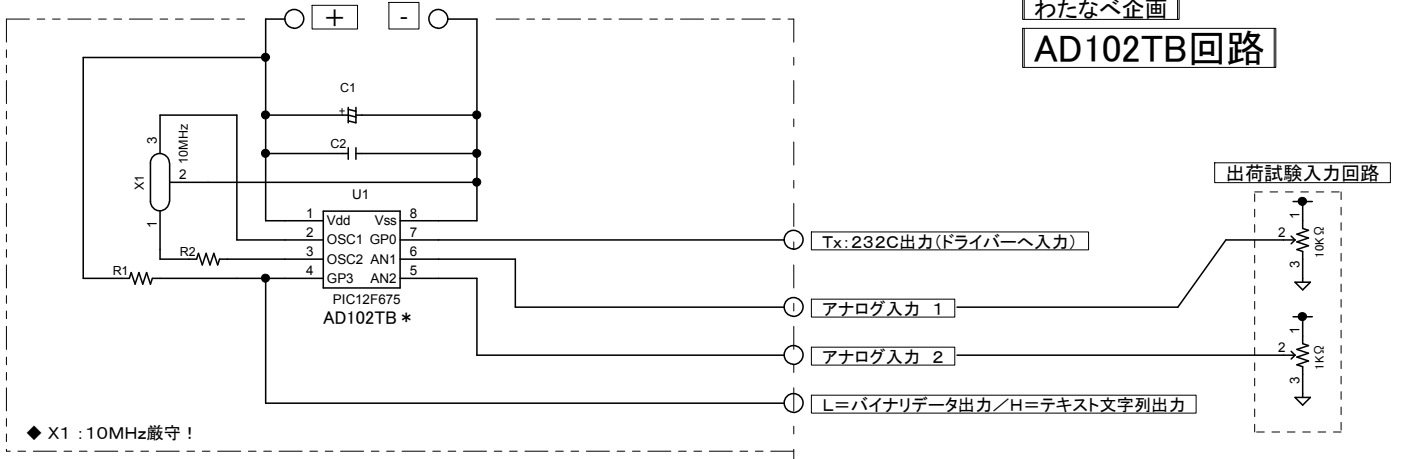 わたなべ企画
AD102TB回路
+
-
C1
+
C2
3
10MHz
X1
2
1
U1
1 Vdd Vss 8
2 OSC1 GP0 7
3 OSC2 AN1 6
4 GP3 AN2 5
R2
R1
PIC12F675
AD102TB＊
Tx:232C出力(ドライバーへ入力)
アナログ入力 1
アナログ入力 2
L=バイナリデータ出力/H=テキスト文字列出力
出荷試験入力回路
1
2
3
10KΩ
1
2
3
1KΩ
◆ X1 :10MHz厳守!